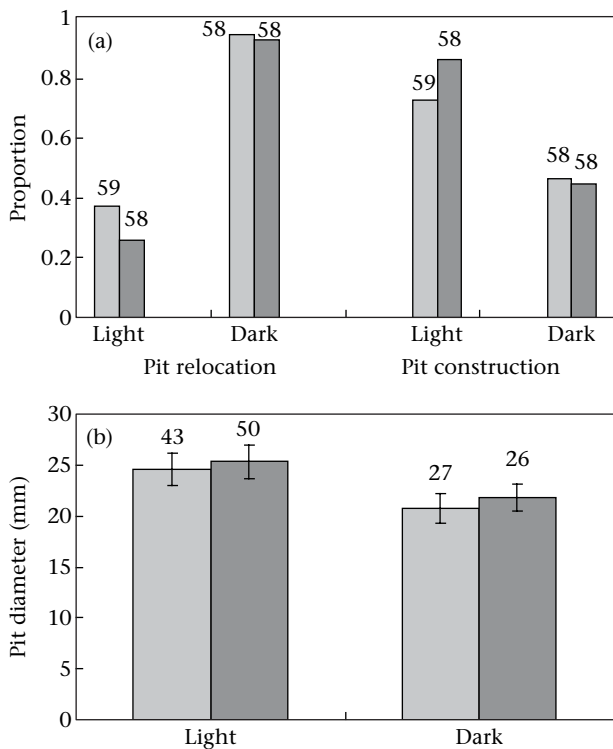 (a)
Proportion
1
0.8
0.6
0.4
0.2
0
59
58
58
58
59
58
58
58
Light
Dark
Light
Dark
Pit relocation
Pit construction
(b)
Pit diameter (mm)
30
25
20
15
10
5
0
43
50
27
26
Light
Dark